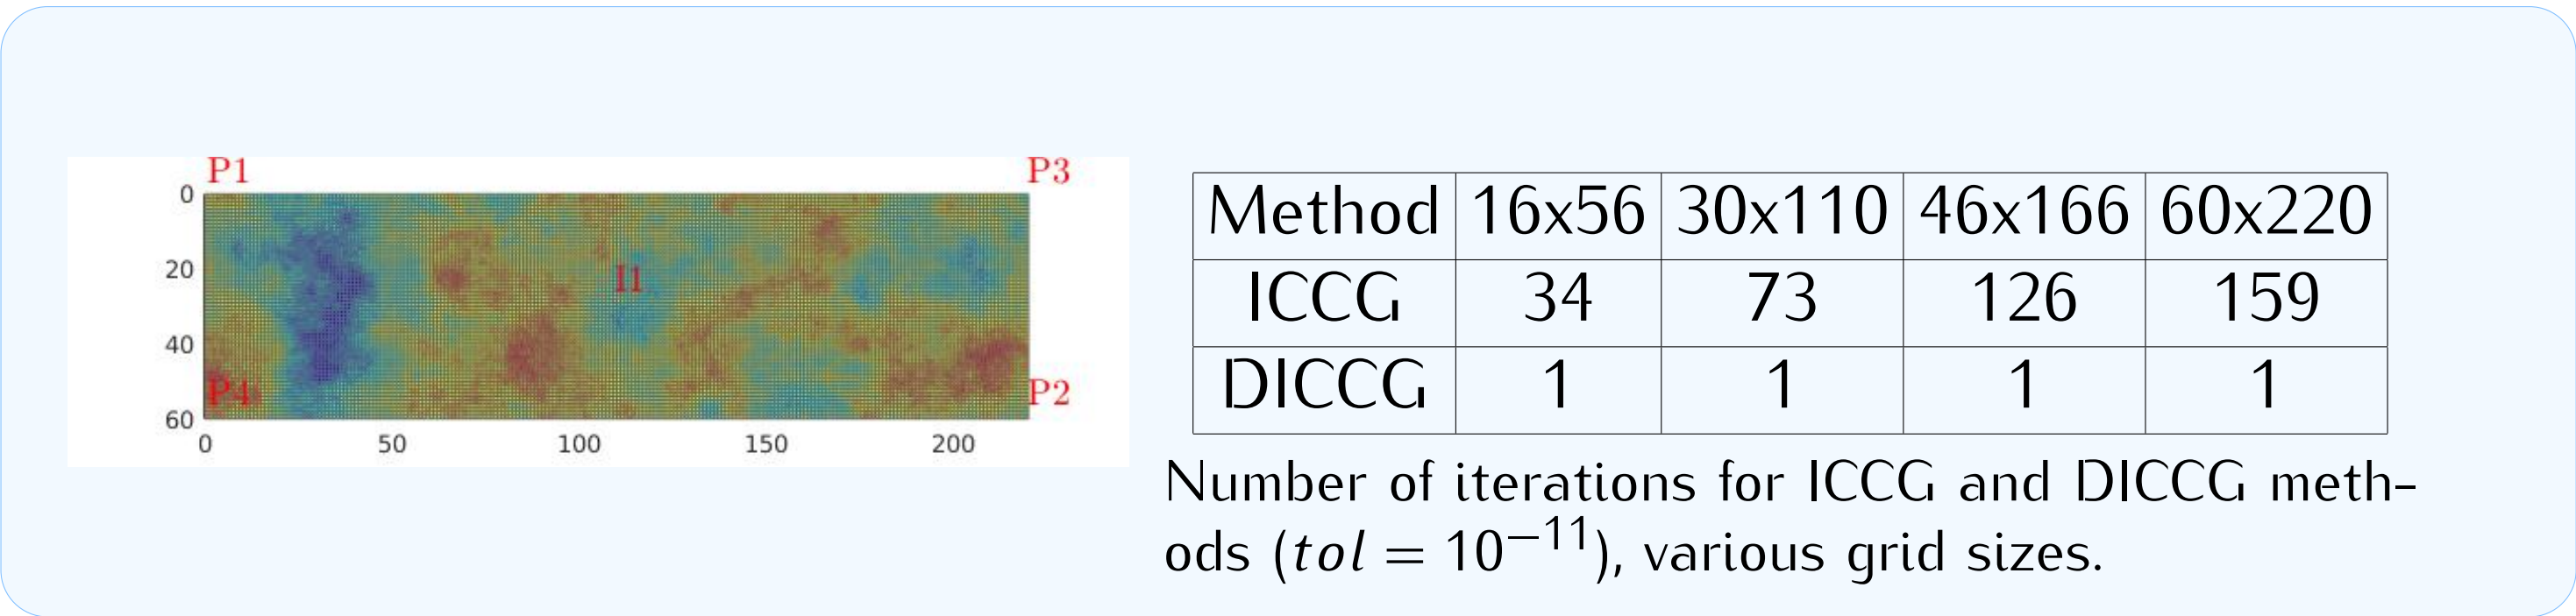 P1 P3
0
20
I1
40
P4 P2
60
0 50 100 150 200
Method 16x56 30x110 46x166 60x220
ICCG 34 73 126 159
DICCG 1 1 1 1
Number of iterations for ICCG and DICCG meth-
ods (tol = 10⁻¹¹), various grid sizes.